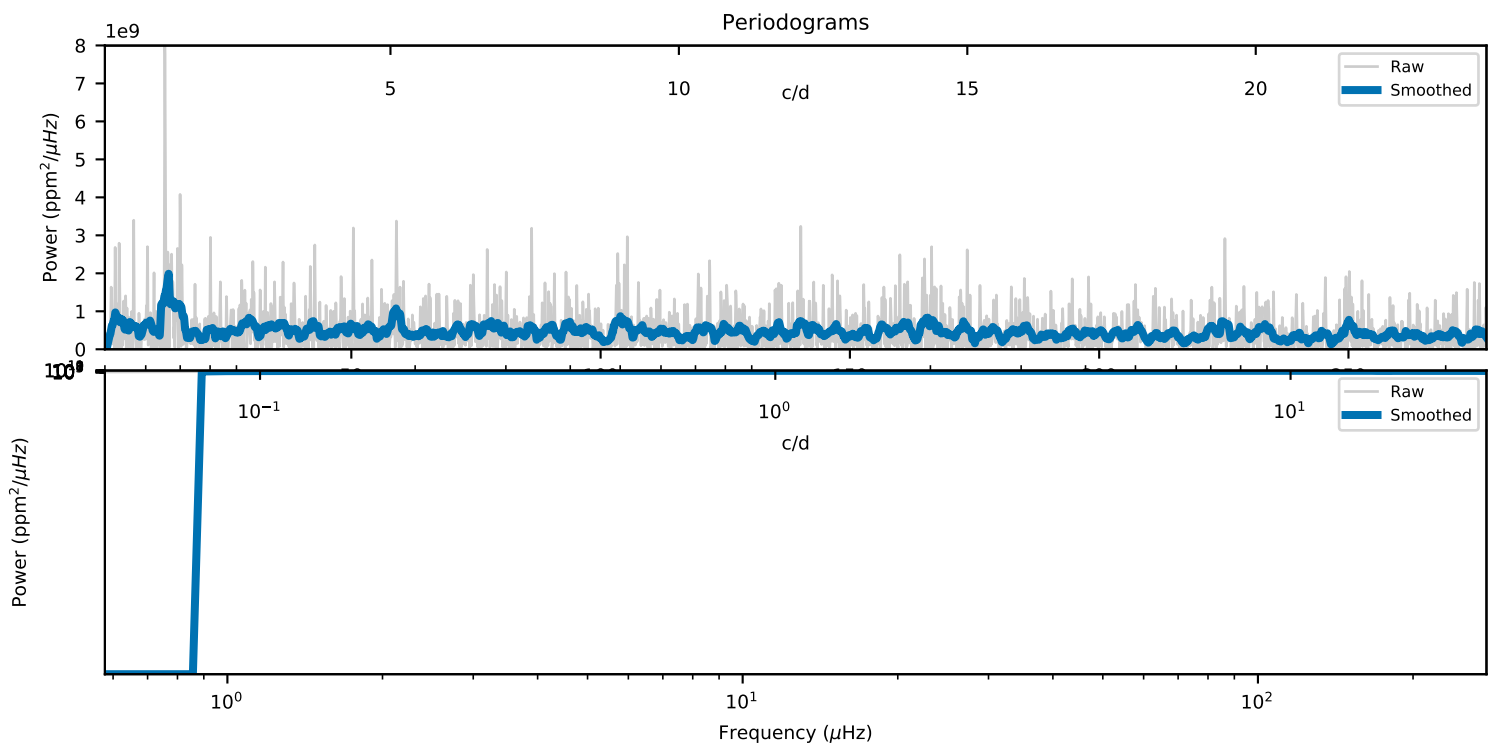 Periodograms
1e9
8
7
6
5
4
3
2
1
0
Power (ppm²/μHz)
5 10 15 20
c/d
Raw
Smoothed
10⁻¹ 10⁰ 10¹
c/d
Raw
Smoothed
Power (ppm²/μHz)
10⁰ 10¹ 10²
Frequency (μHz)